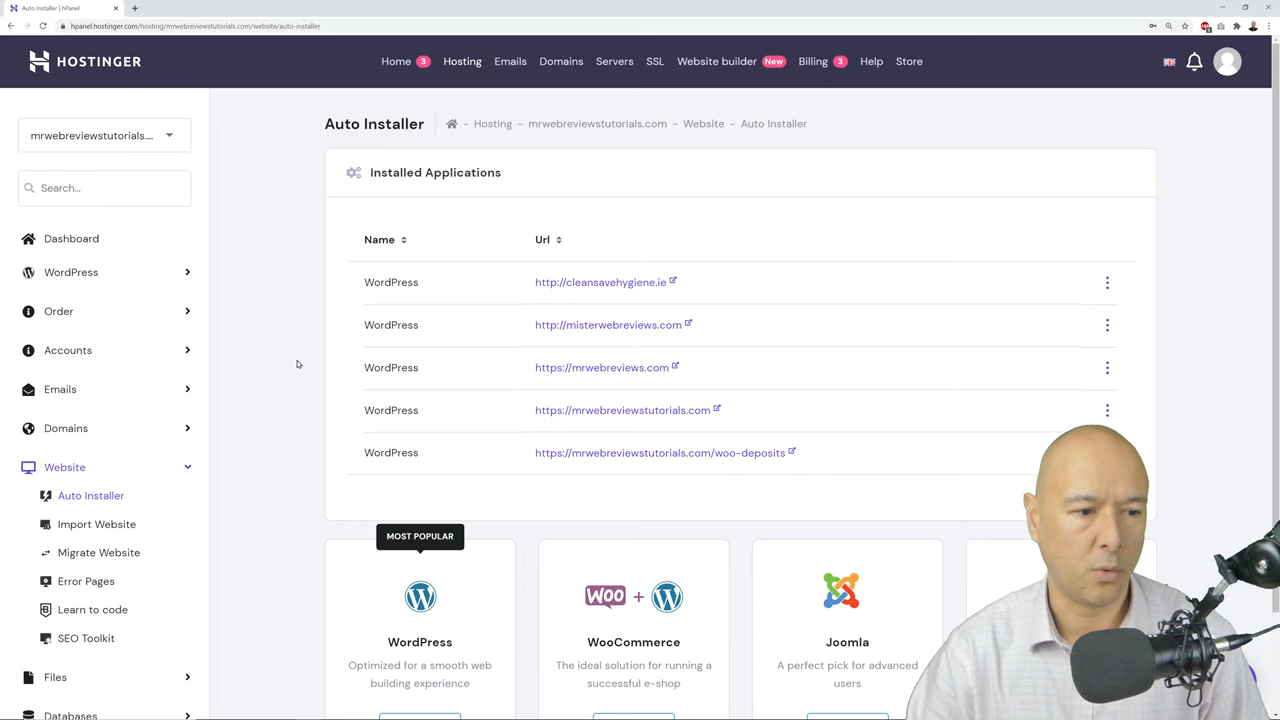 Auto Installer | hPanel
hpanel.hostinger.com/hosting/mrwebreviewstutorials.com/website/auto-installer
HOSTINGER
Home 3 Hosting Emails Domains Servers SSL Website builder New Billing 3 Help Store
mrwebreviewstutorials....
Search...
Dashboard
WordPress
Order
Accounts
Emails
Domains
Website
Auto Installer
Import Website
Migrate Website
Error Pages
Learn to code
SEO Toolkit
Files
Databases
Auto Installer
- Hosting - mrwebreviewstutorials.com - Website - Auto Installer
Installed Applications
Name Url
WordPress http://cleansavehygiene.ie
WordPress http://misterwebreviews.com
WordPress https://mrwebreviews.com
WordPress https://mrwebreviewstutorials.com
WordPress https://mrwebreviewstutorials.com/woo-deposits
MOST POPULAR
WordPress
Optimized for a smooth web
building experience
WOO +
WooCommerce
The ideal solution for running a
successful e-shop
Joomla
A perfect pick for advanced
users